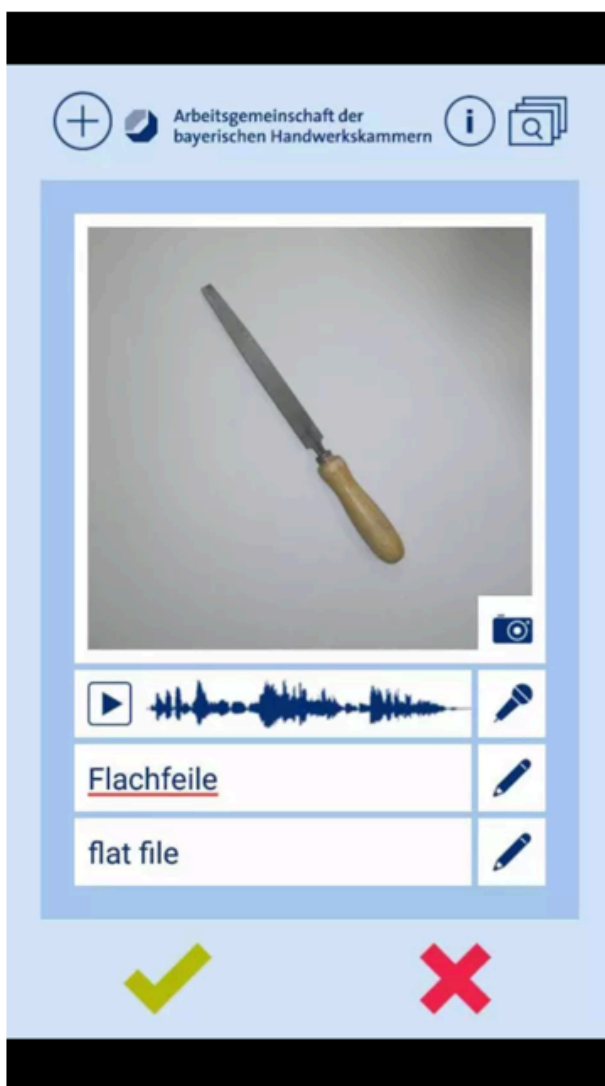 Arbeitsgemeinschaft der
bayerischen Handwerkskammern
Flachfeile
flat file